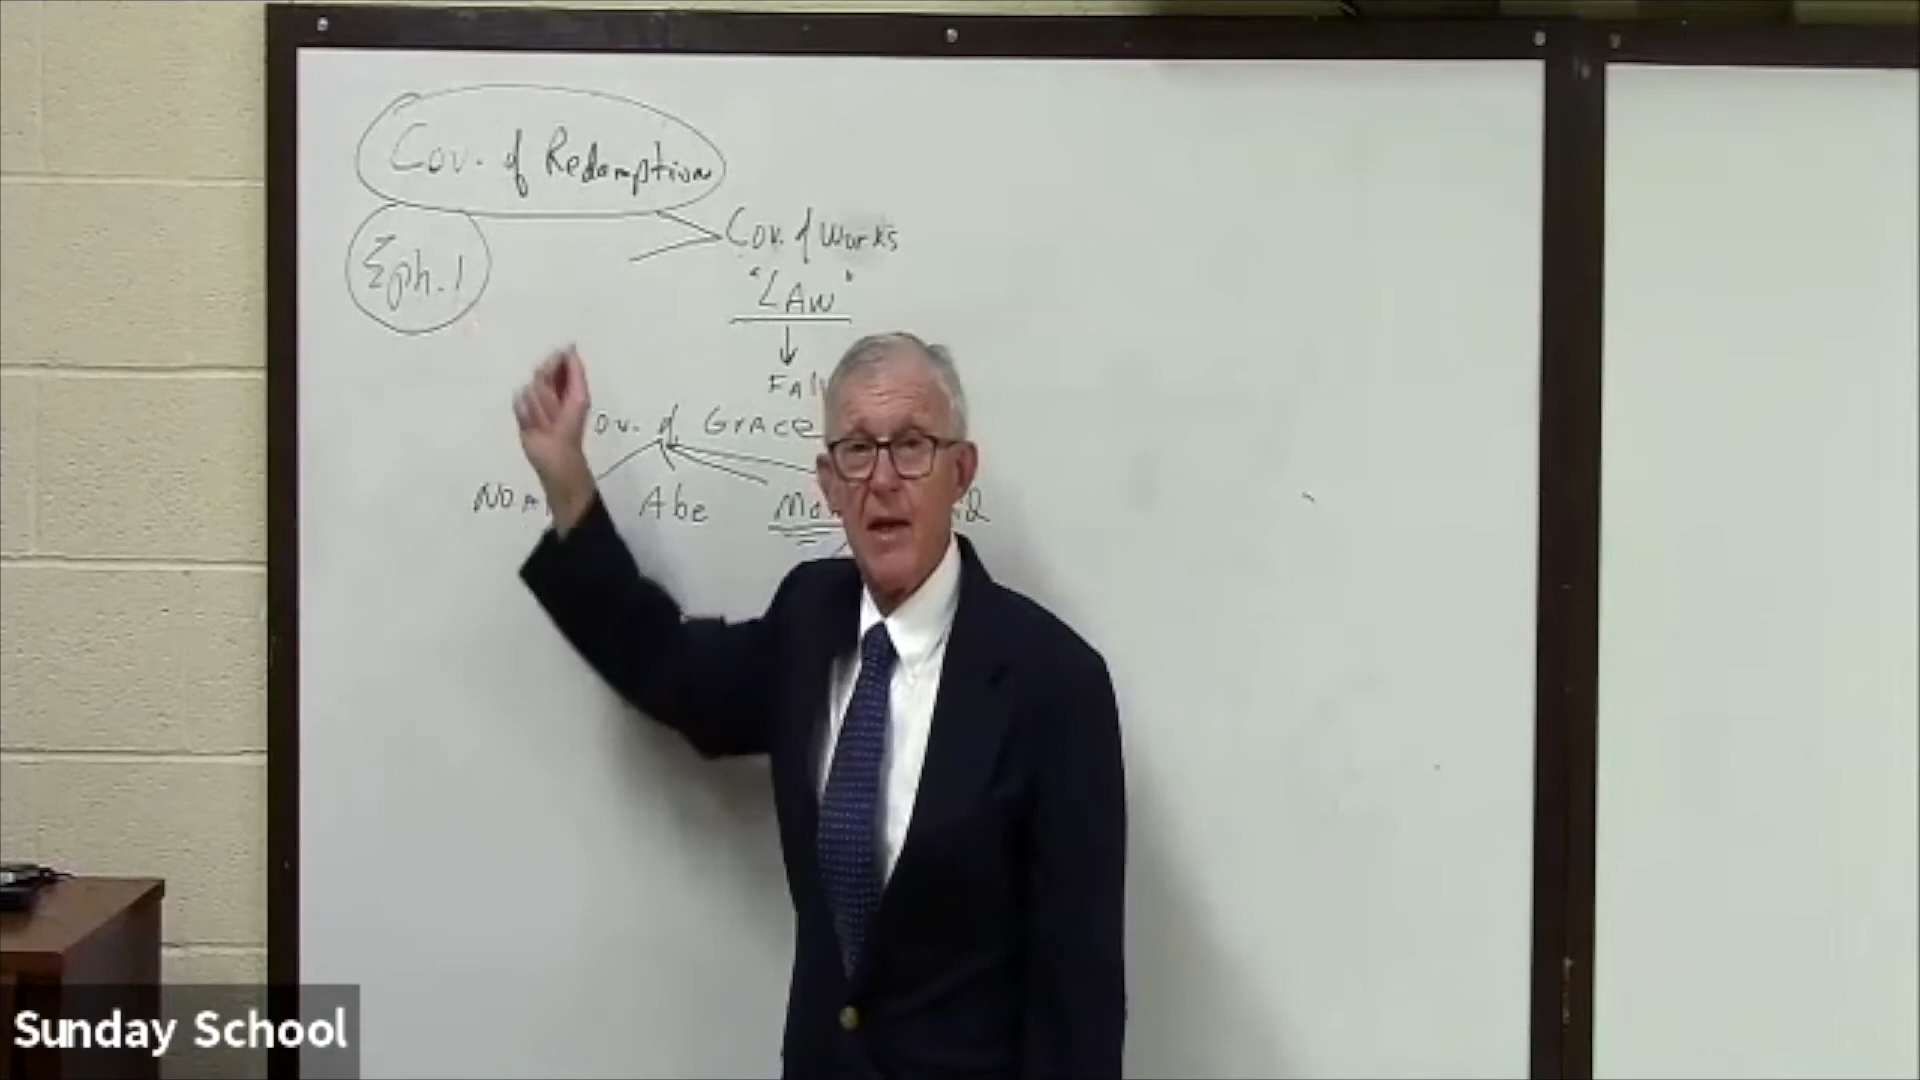 Cov. of Redemption
Eph. 1
Cov. of Works
"LAW"
Grace
Abe
Sunday School